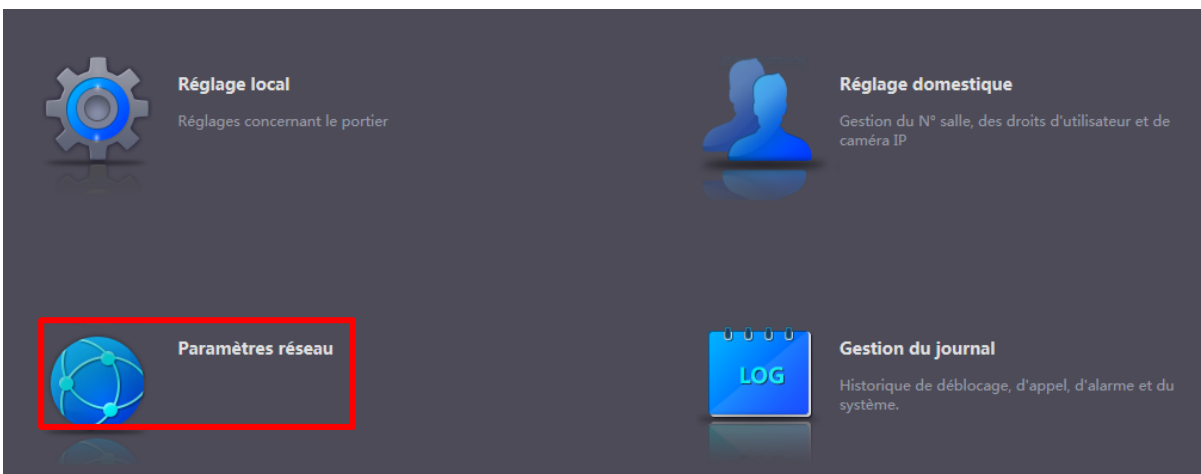 Réglage local
Réglages concernant le portier
Réglage domestique
Gestion du N° salle, des droits d'utilisateur et de
caméra IP
Paramètres réseau
LOG
Gestion du journal
Historique de déblocage, d'appel, d'alarme et du
système.